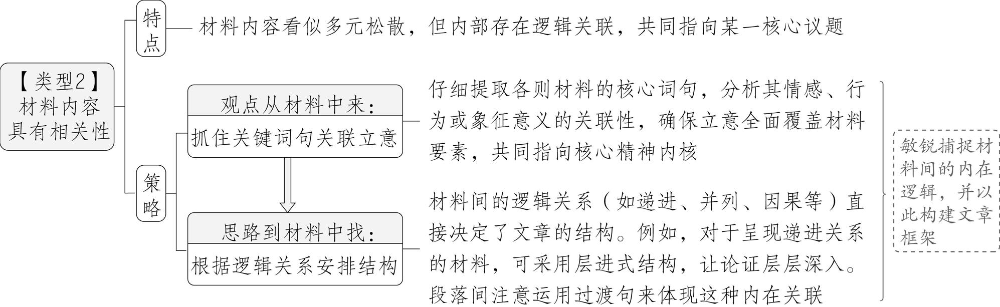 特
点
材料内容看似多元松散，但内部存在逻辑关联，共同指向某一核心议题
【类型2】
材料内容
具有相关性
策
略
观点从材料中来：
抓住关键词句关联立意
仔细提取各则材料的核心词句，分析其情感、行
为或象征意义的关联性，确保立意全面覆盖材料
要素，共同指向核心精神内核
思路到材料中找：
根据逻辑关系安排结构
材料间的逻辑关系（如递进、并列、因果等）直
接决定了文章的结构。例如，对于呈现递进关系
的材料，可采用层进式结构，让论证层层深入。
段落间注意运用过渡句来体现这种内在关联
敏锐捕捉材
料间的内在
逻辑，并以
此构建文章
框架